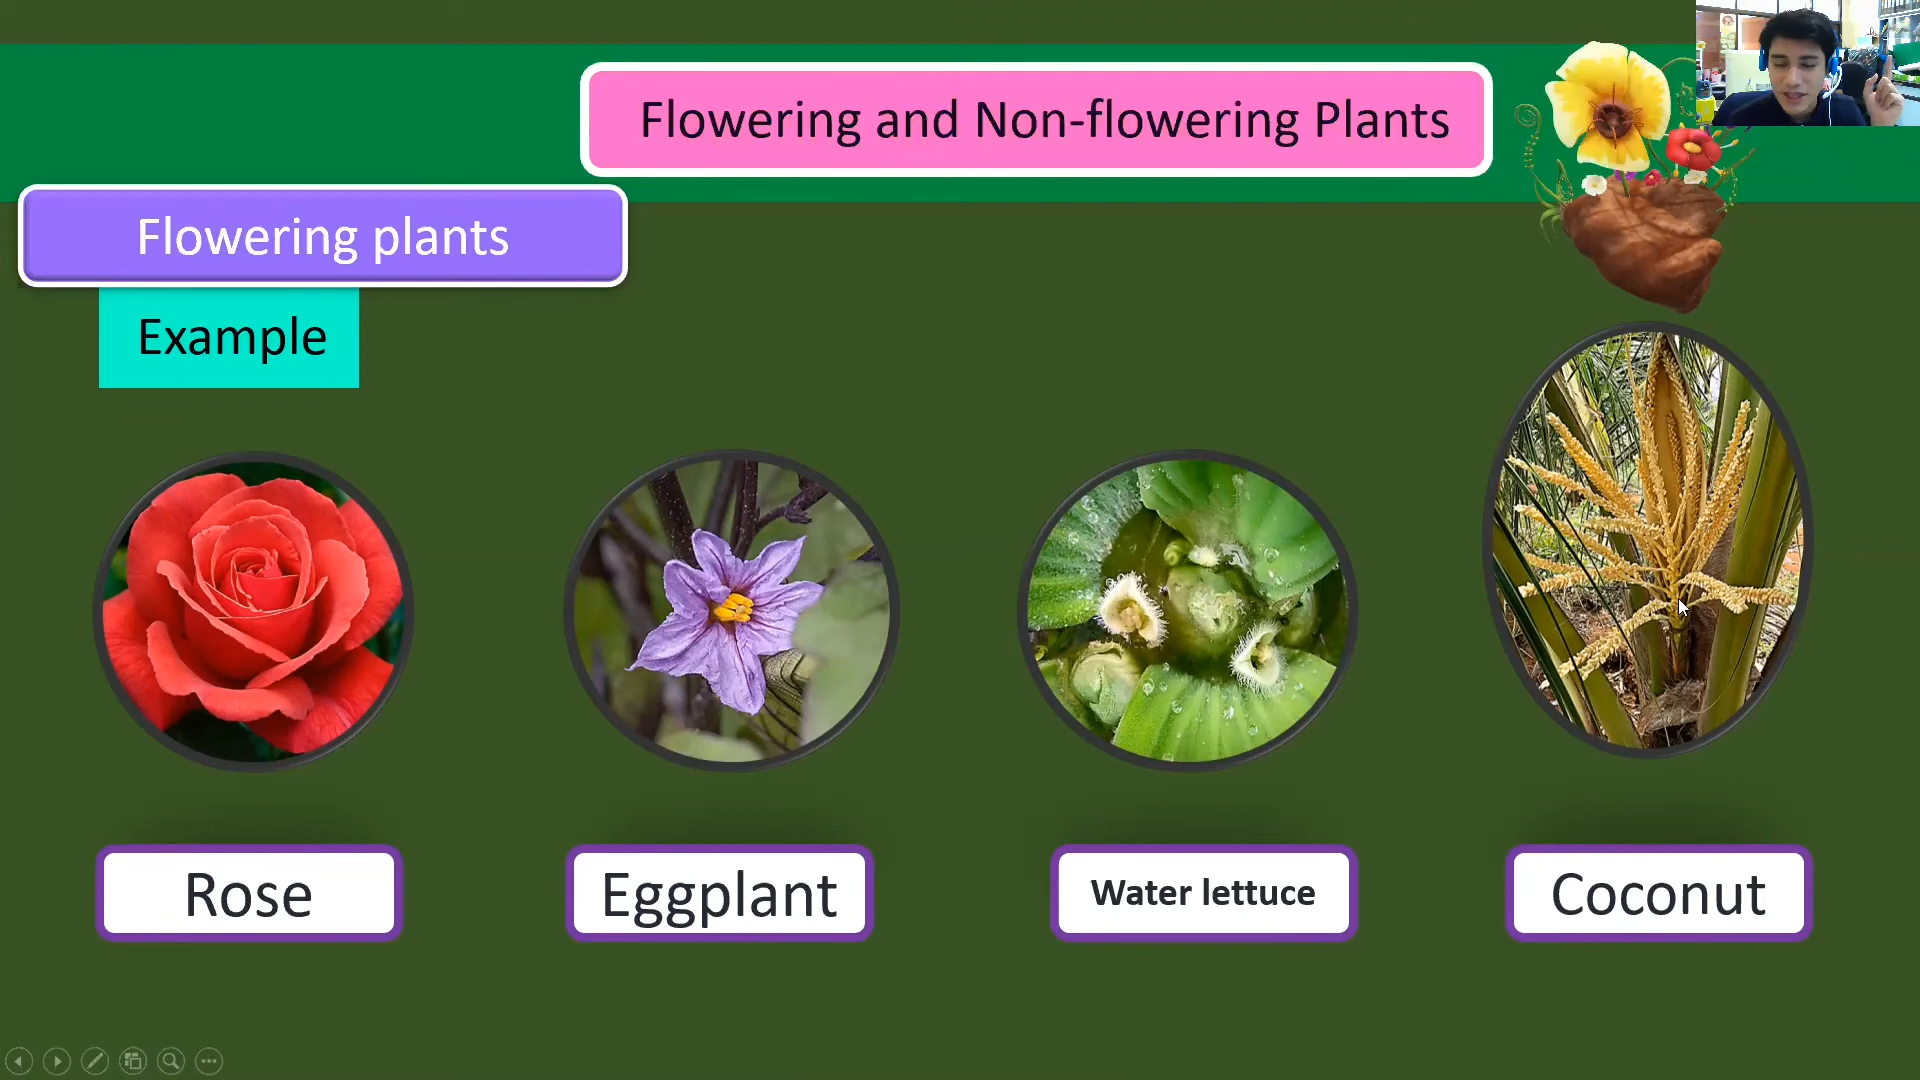 Flowering and Non-flowering Plants
Flowering plants
Example
Rose
Eggplant
Water lettuce
Coconut